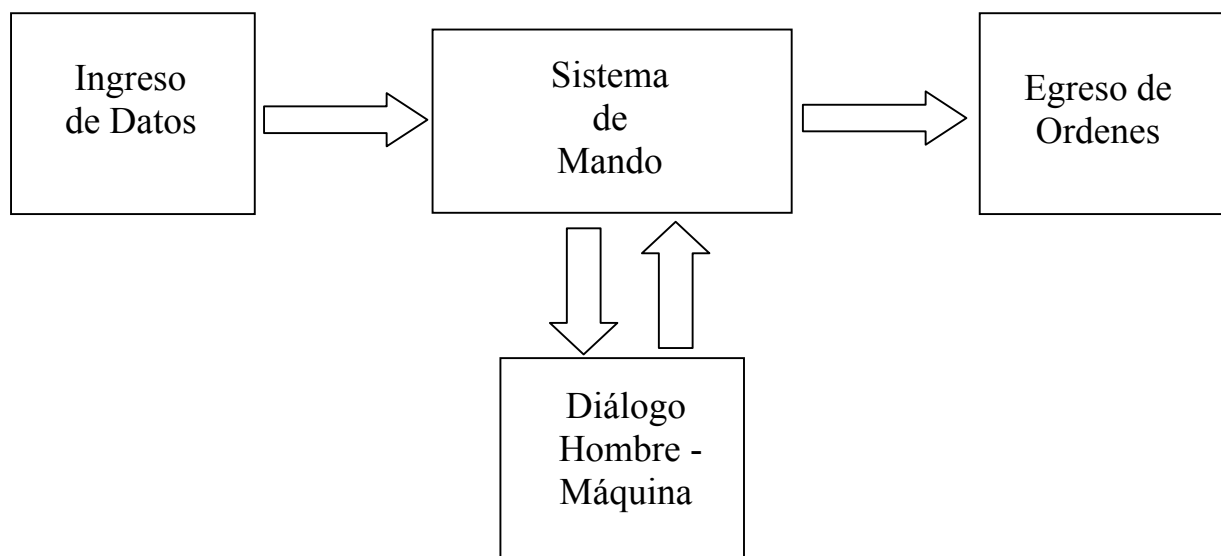 Ingreso
de Datos
Sistema
de
Mando
Egreso de
Ordenes
Diálogo
Hombre -
Máquina